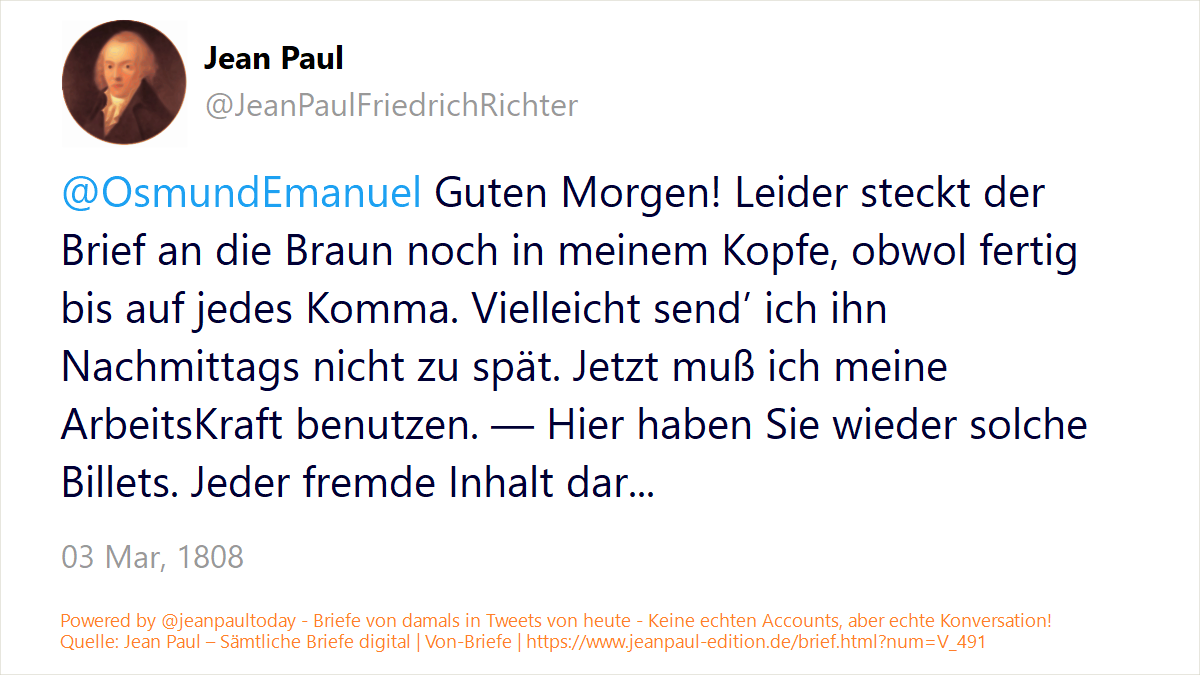 Jean Paul
@JeanPaulFriedrichRichter
@OsmundEmanuel Guten Morgen! Leider steckt der
Brief an die Braun noch in meinem Kopfe, obwol fertig
bis auf jedes Komma. Vielleicht send’ ich ihn
Nachmittags nicht zu spät. Jetzt muß ich meine
ArbeitsKraft benutzen. — Hier haben Sie wieder solche
Billets. Jeder fremde Inhalt dar...
03 Mar, 1808
Powered by @jeanpaultoday - Briefe von damals in Tweets von heute - Keine echten Accounts, aber echte Konversation!
Quelle: Jean Paul – Sämtliche Briefe digital | Von-Briefe | https://www.jeanpaul-edition.de/brief.html?num=V_491